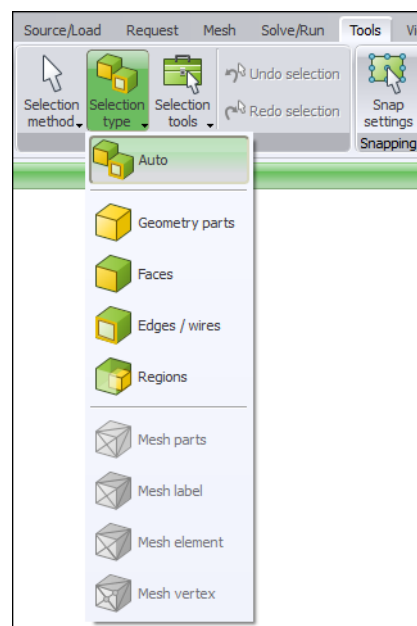 Source/Load Request Mesh Solve/Run Tools
Selection method
Selection type
Selection tools
Undo selection
Redo selection
Snap settings
Snapping
Auto
Geometry parts
Faces
Edges / wires
Regions
Mesh parts
Mesh label
Mesh element
Mesh vertex